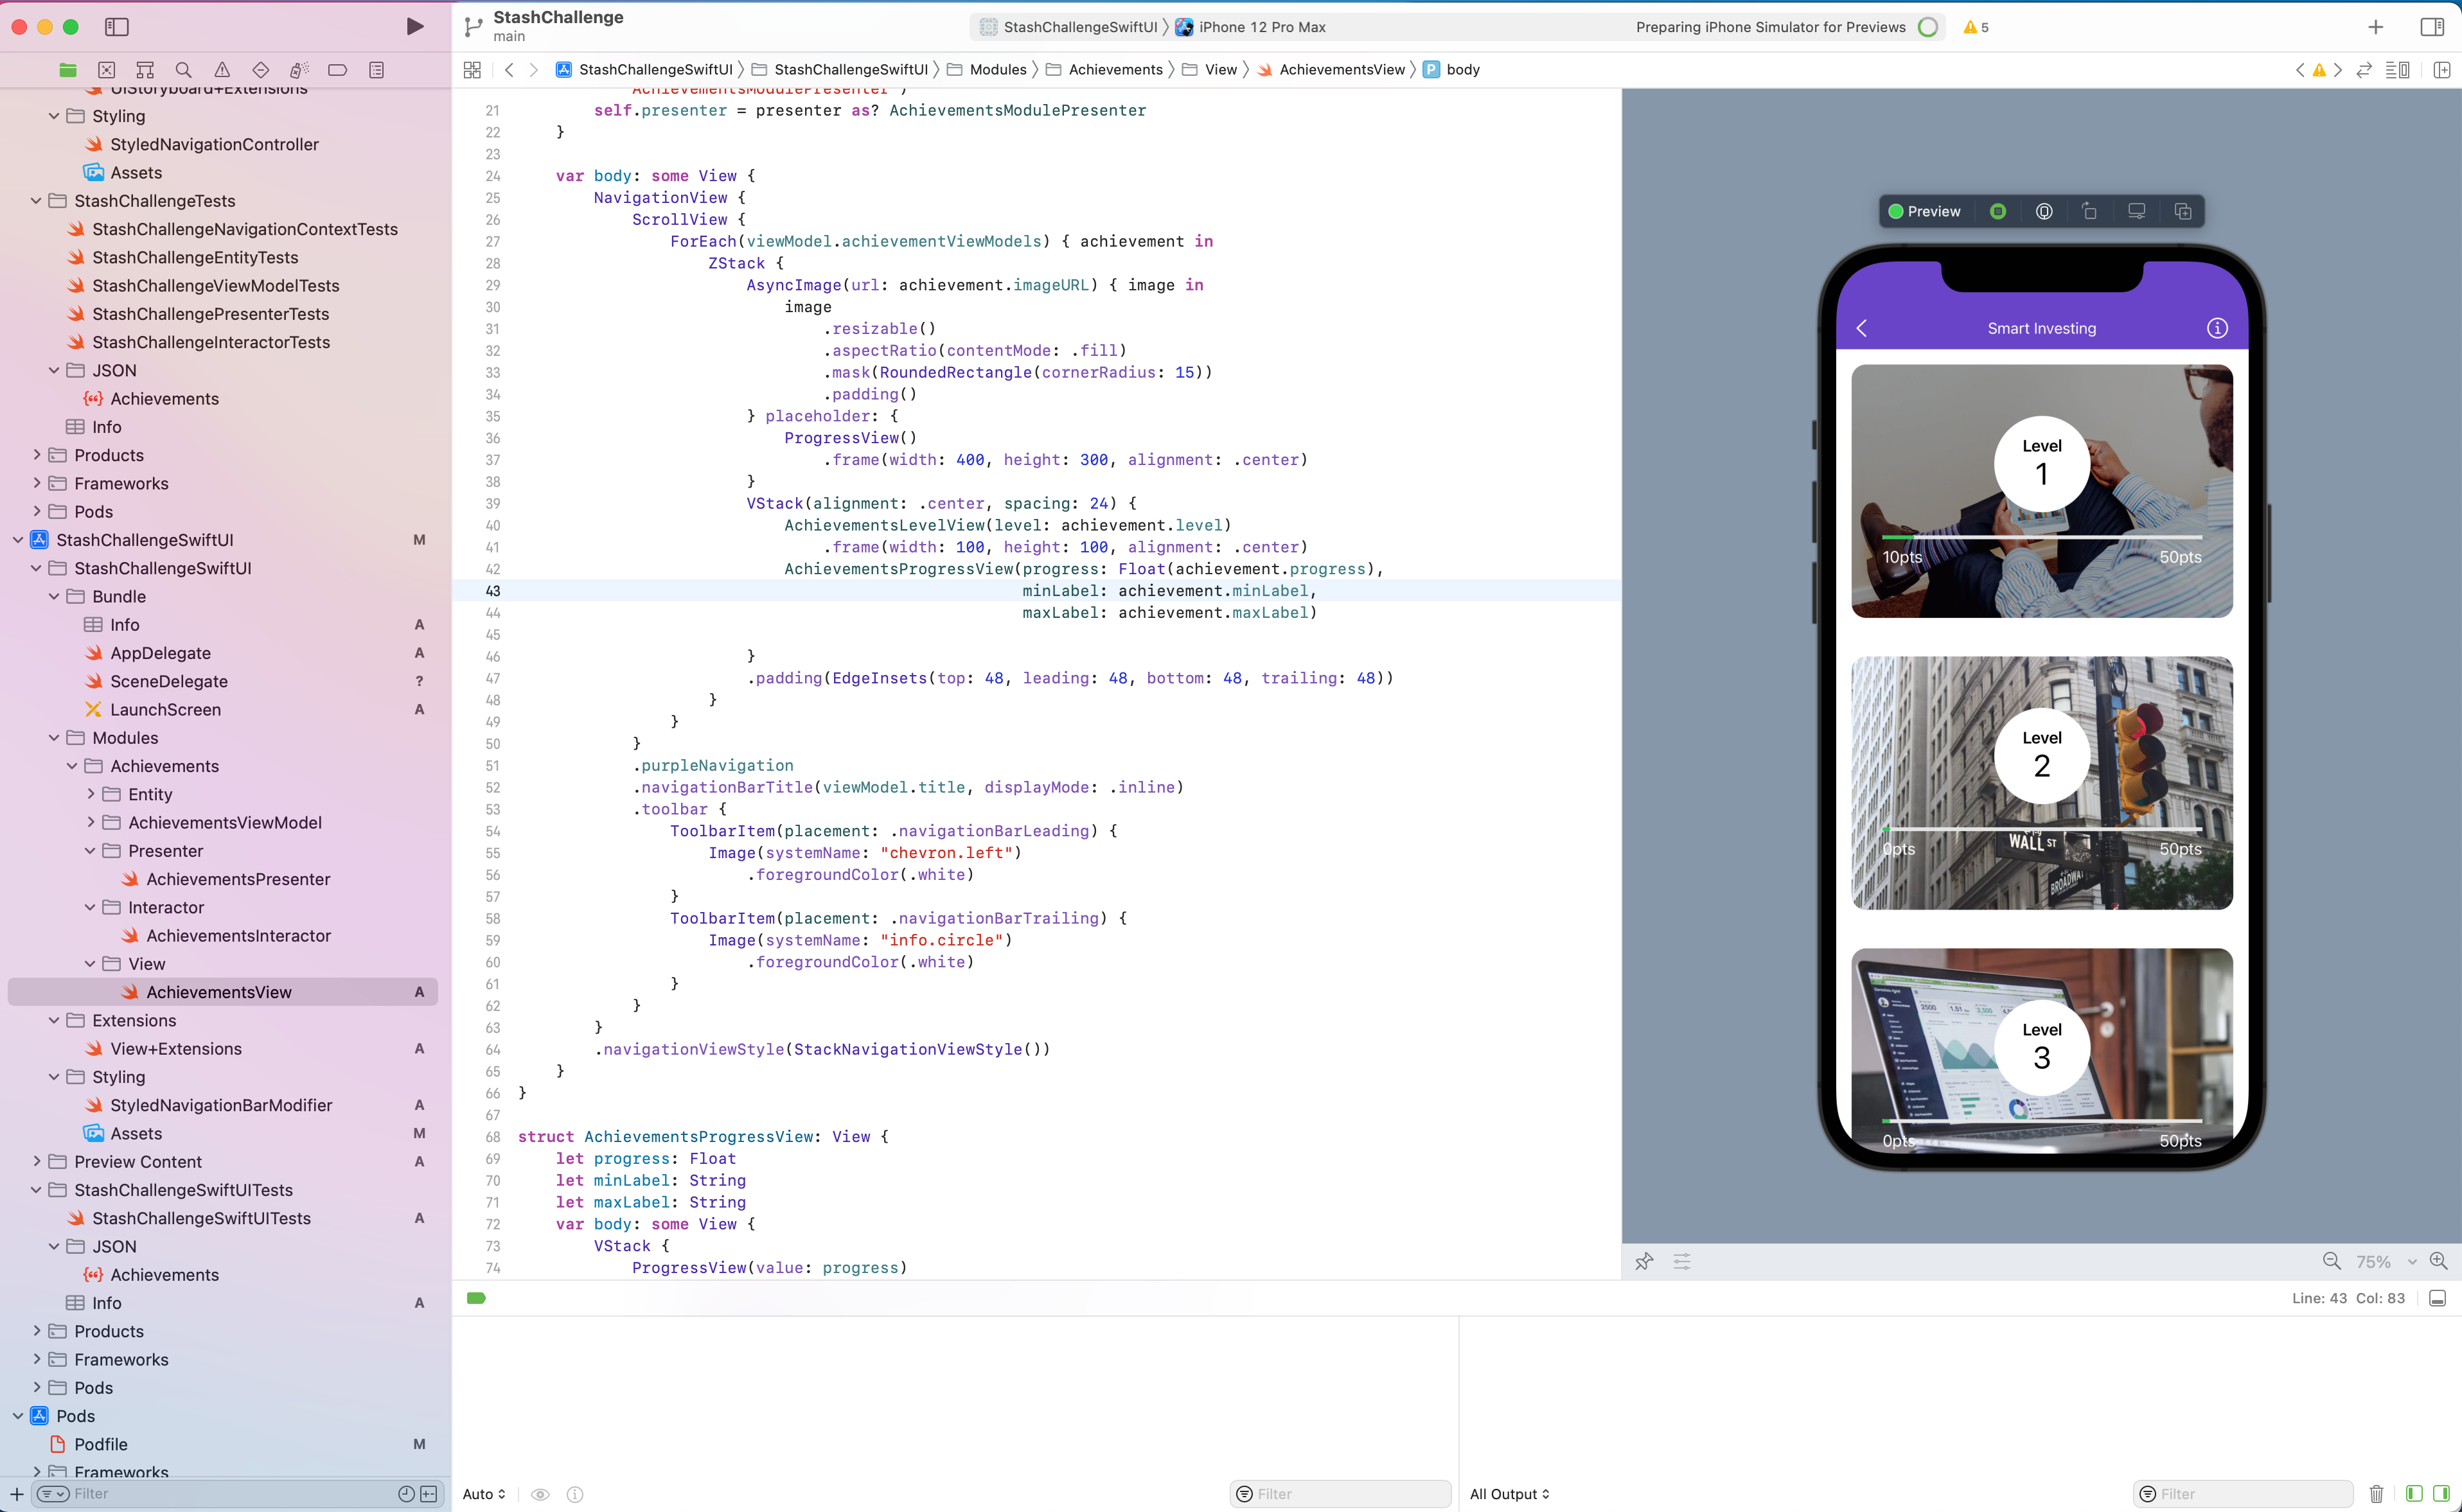 StashChallenge
main
StashChallengeSwiftUI
iPhone 12 Pro Max
Preparing iPhone Simulator for Previews
5
StashChallengeSwiftUI
StashChallengeSwiftUI
Modules
Achievements
View
AchievementsView
P body
UIStoryboard+Extensions
Styling
StyledNavigationController
Assets
StashChallengeTests
StashChallengeNavigationContextTests
StashChallengeEntityTests
StashChallengeViewModelTests
StashChallengePresenterTests
StashChallengeInteractorTests
JSON
Achievements
Info
Products
Frameworks
Pods
StashChallengeSwiftUI M
StashChallengeSwiftUI
Bundle
Info A
AppDelegate A
SceneDelegate ?
LaunchScreen A
Modules
Achievements
Entity
AchievementsViewModel
Presenter
AchievementsPresenter
Interactor
AchievementsInteractor
View
AchievementsView A
Extensions
View+Extensions A
Styling
StyledNavigationBarModifier A
Assets M
Preview Content A
StashChallengeSwiftUITests
StashChallengeSwiftUITests A
JSON
Achievements
Info A
Products
Frameworks
Pods
Pods
Podfile M
Frameworks
Filter
AchievementsModulePresenter")
21 self.presenter = presenter as? AchievementsModulePresenter
22 }
23
24 var body: some View {
25 NavigationView {
26 ScrollView {
27 ForEach(viewModel.achievementViewModels) { achievement in
28 ZStack {
29 AsyncImage(url: achievement.imageURL) { image in
30 image
31 .resizable()
32 .aspectRatio(contentMode: .fill)
33 .mask(RoundedRectangle(cornerRadius: 15))
34 .padding()
35 } placeholder: {
36 ProgressView()
37 .frame(width: 400, height: 300, alignment: .center)
38 }
39 VStack(alignment: .center, spacing: 24) {
40 AchievementsLevelView(level: achievement.level)
41 .frame(width: 100, height: 100, alignment: .center)
42 AchievementsProgressView(progress: Float(achievement.progress),
43 minLabel: achievement.minLabel,
44 maxLabel: achievement.maxLabel)
45
46 }
47 .padding(EdgeInsets(top: 48, leading: 48, bottom: 48, trailing: 48))
48 }
49 }
50 }
51 .purpleNavigation
52 .navigationBarTitle(viewModel.title, displayMode: .inline)
53 .toolbar {
54 ToolbarItem(placement: .navigationBarLeading) {
55 Image(systemName: "chevron.left")
56 .foregroundColor(.white)
57 }
58 ToolbarItem(placement: .navigationBarTrailing) {
59 Image(systemName: "info.circle")
60 .foregroundColor(.white)
61 }
62 }
63 }
64 .navigationViewStyle(StackNavigationViewStyle())
65 }
66 }
67
68 struct AchievementsProgressView: View {
69 let progress: Float
70 let minLabel: String
71 let maxLabel: String
72 var body: some View {
73 VStack {
74 ProgressView(value: progress)
Preview
Smart Investing
Level
1
10pts 50pts
Level
2
WALL ST
0pts 50pts
BROADWAY
Level
3
0pts 50pts
75%
Line: 43 Col: 83
Auto
Filter
All Output
Filter